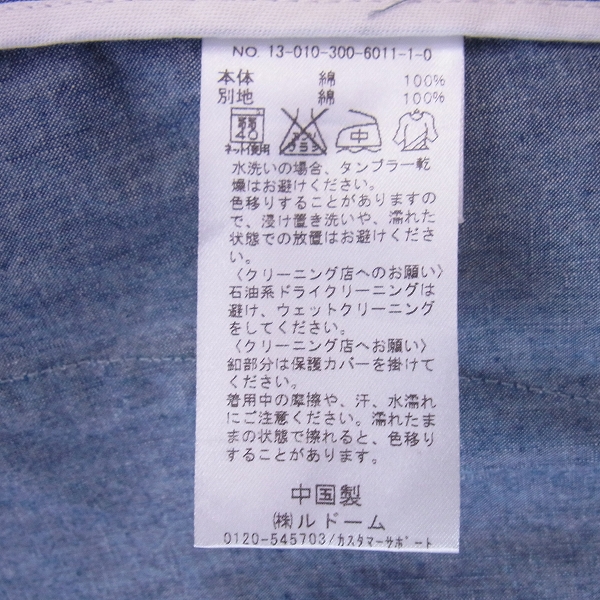 NO. 13-010-300-6011-1-0
本体 綿 100%
別地 綿 100%
40
ネット使用
エンソ
ﾌﾞﾗｼ
中
水洗いの場合、タンブラー乾
燥はお避けください。
色移りすることがありますの
で、浸け置き洗いや、濡れた
状態での放置はお避けくださ
い。
〈クリーニング店へのお願い〉
石油系ドライクリーニングは
避け、ウェットクリーニング
をしてください。
〈クリーニング店へお願い〉
釦部分は保護カバーを掛けて
ください。
着用中の摩擦や、汗、水濡れ
にご注意ください。濡れたま
まの状態で擦れると、色移り
することがあります。
中国製
㈱ルドーム
0120-545703/ｶｽﾀﾏｰｻﾎﾟｰﾄ